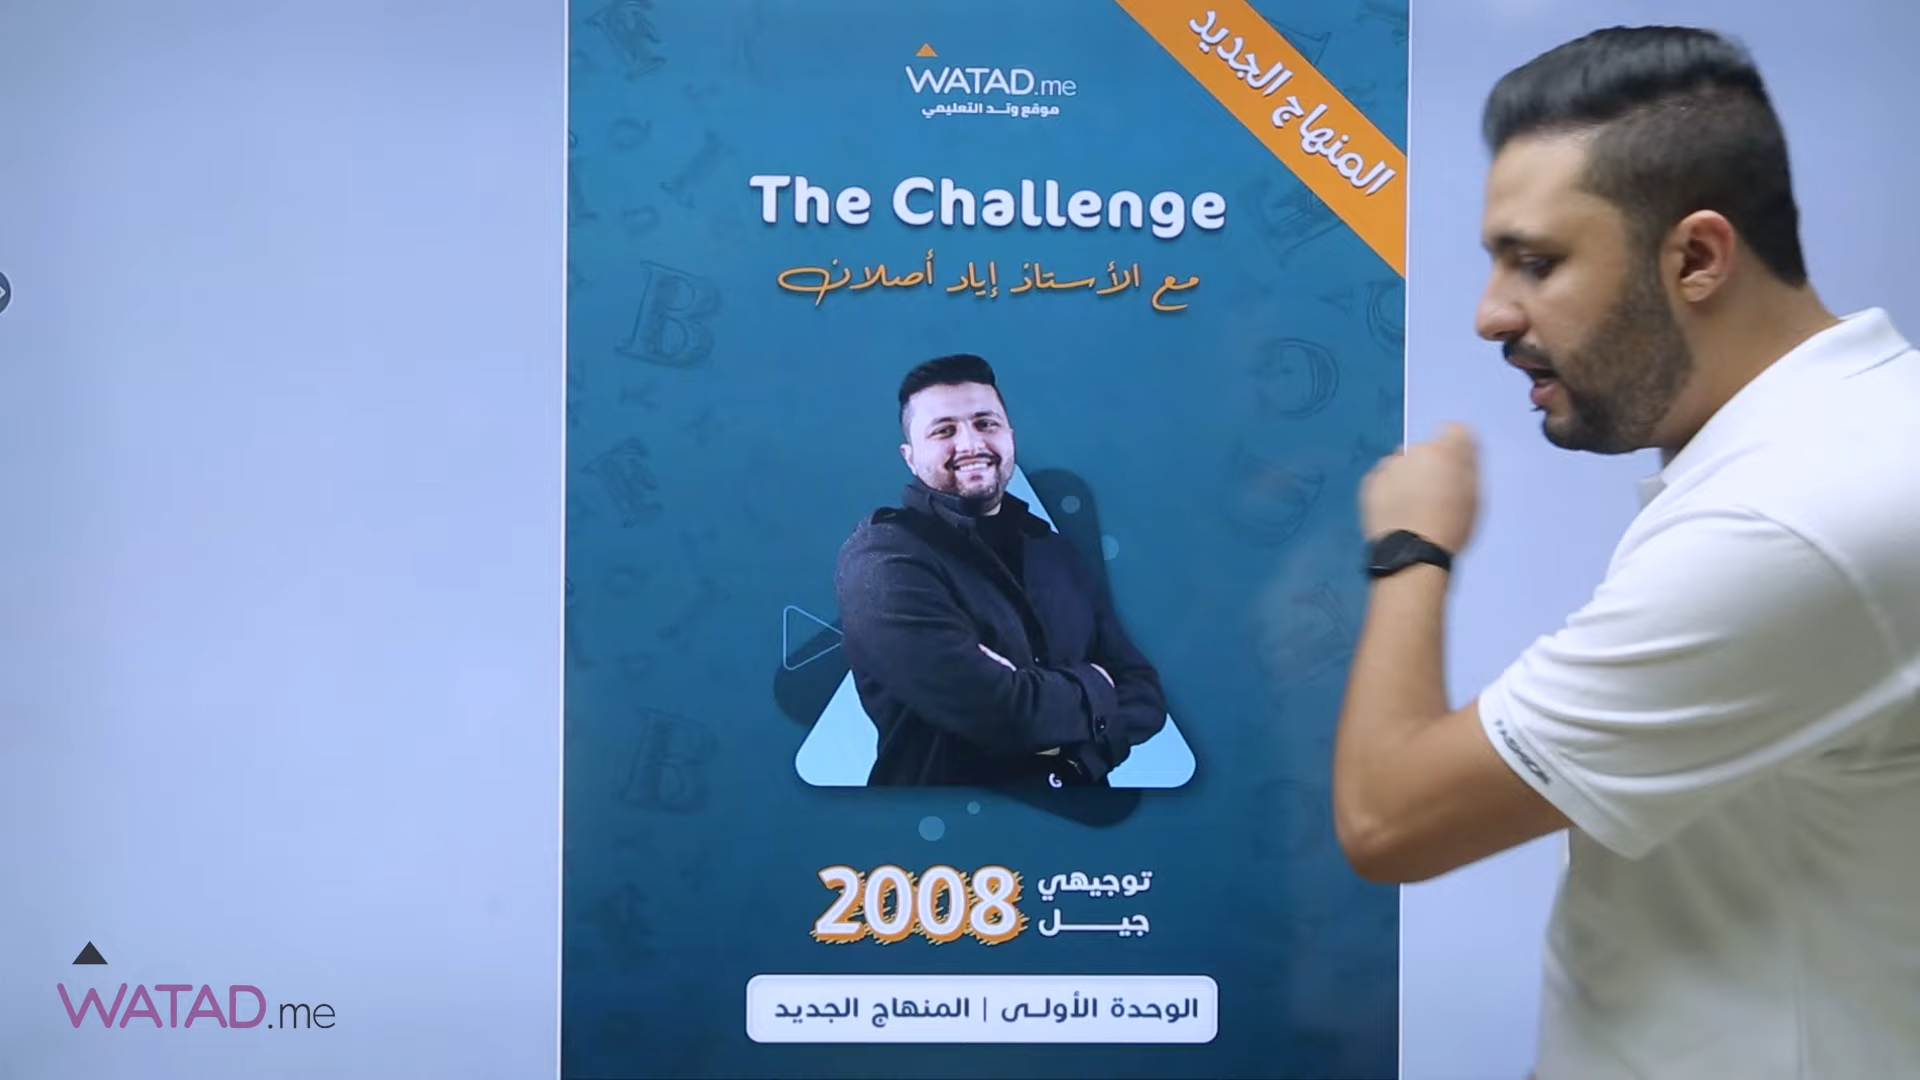 المنهاج الجديد
WATAD.me
موقع وتد التعليمي
The Challenge
مع الأستاذ إياد أصلان
توجيهي
جيل 2008
الوحدة الأولى | المنهاج الجديد
WATAD.me